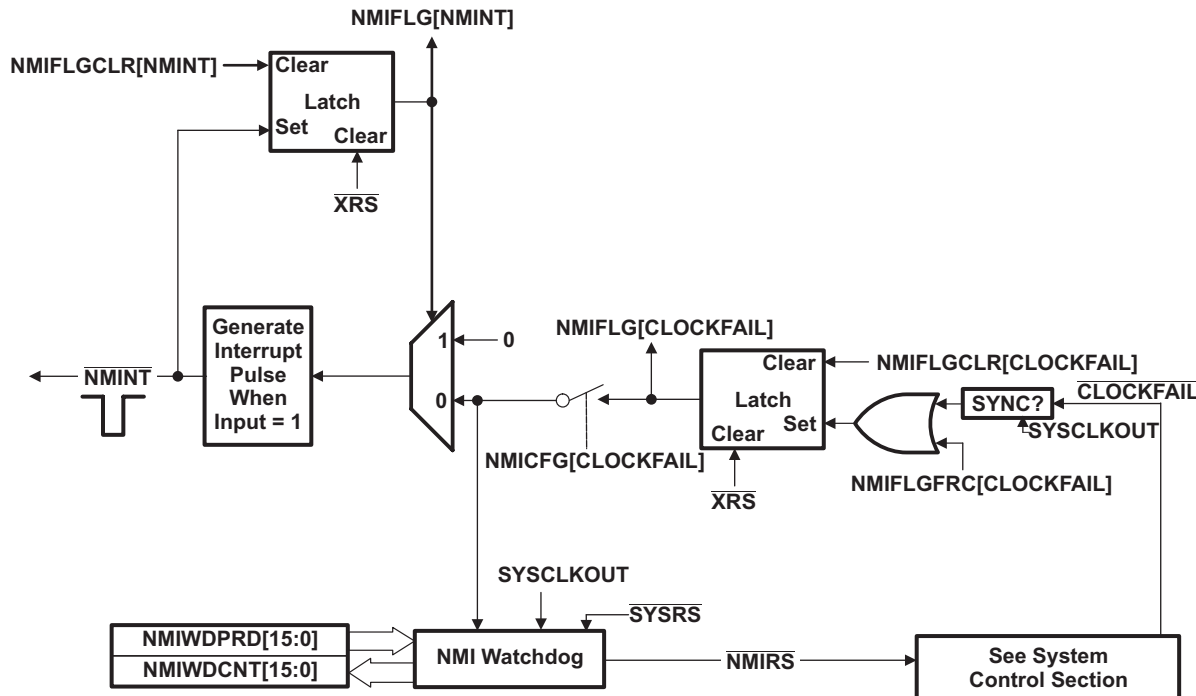 NMIFLG[NMINT]
NMIFLGCLR[NMINT]
Clear
Latch
Set
Clear
XRS
Generate
Interrupt
Pulse
When
Input = 1
NMINT
1
0
0
NMIFLG[CLOCKFAIL]
NMICFG[CLOCKFAIL]
Clear
Latch
Set
Clear
XRS
NMIFLGCLR[CLOCKFAIL]
CLOCKFAIL
SYNC?
SYSCLKOUT
NMIFLGFRC[CLOCKFAIL]
SYSCLKOUT
SYSRS
NMIWDPRD[15:0]
NMIWDCNT[15:0]
NMI Watchdog
NMIRS
See System
Control Section